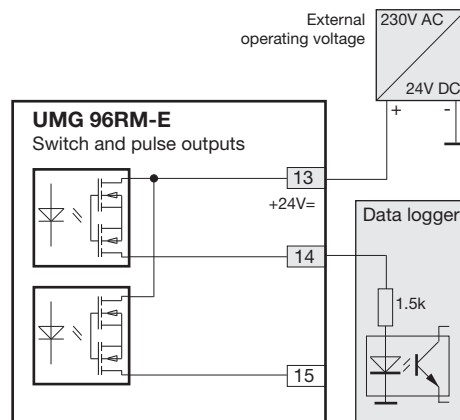 External
operating voltage
230V AC
24V DC
+ -
UMG 96RM-E
Switch and pulse outputs
13
+24V=
Data logger
14
1.5k
15